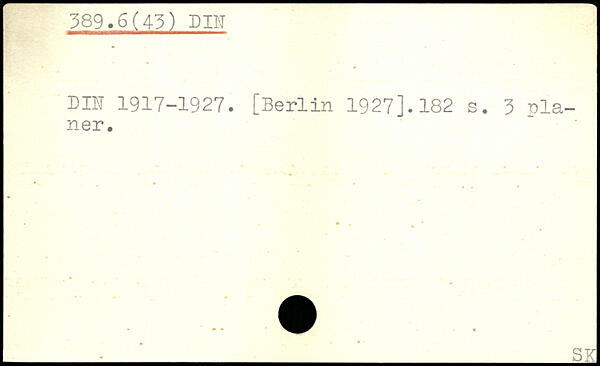 389.6(43) DIN
DIN 1917-1927. [Berlin 1927].182 s. 3 pla-
ner.
SK